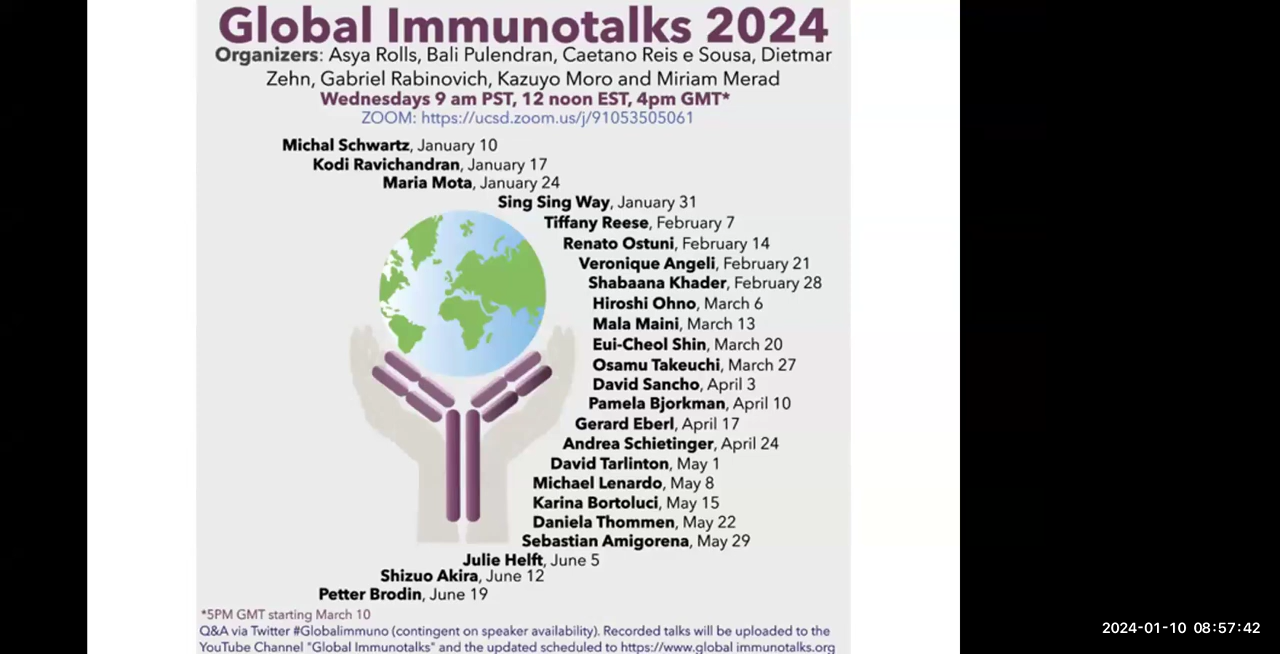 Global Immunotalks 2024
Organizers: Asya Rolls, Bali Pulendran, Caetano Reis e Sousa, Dietmar
Zehn, Gabriel Rabinovich, Kazuyo Moro and Miriam Merad
Wednesdays 9 am PST, 12 noon EST, 4pm GMT*
ZOOM: https://ucsd.zoom.us/j/91053505061
Michal Schwartz, January 10
Kodi Ravichandran, January 17
Maria Mota, January 24
Sing Sing Way, January 31
Tiffany Reese, February 7
Renato Ostuni, February 14
Veronique Angeli, February 21
Shabaana Khader, February 28
Hiroshi Ohno, March 6
Mala Maini, March 13
Eui-Cheol Shin, March 20
Osamu Takeuchi, March 27
David Sancho, April 3
Pamela Bjorkman, April 10
Gerard Eberl, April 17
Andrea Schietinger, April 24
David Tarlinton, May 1
Michael Lenardo, May 8
Karina Bortoluci, May 15
Daniela Thommen, May 22
Sebastian Amigorena, May 29
Julie Helft, June 5
Shizuo Akira, June 12
Petter Brodin, June 19
*5PM GMT starting March 10
Q&A via Twitter #Globalimmuno (contingent on speaker availability). Recorded talks will be uploaded to the
YouTube Channel "Global Immunotalks" and the updated scheduled to https://www.global immunotalks.org
2024-01-10 08:57:42